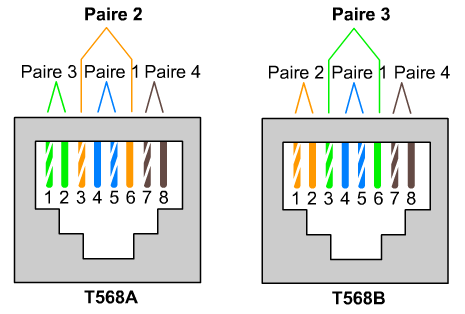 Paire 2
Paire 3
Paire 3 Paire 1 Paire 4
Paire 2 Paire 1 Paire 4
1 2 3 4 5 6 7 8
1 2 3 4 5 6 7 8
T568A
T568B